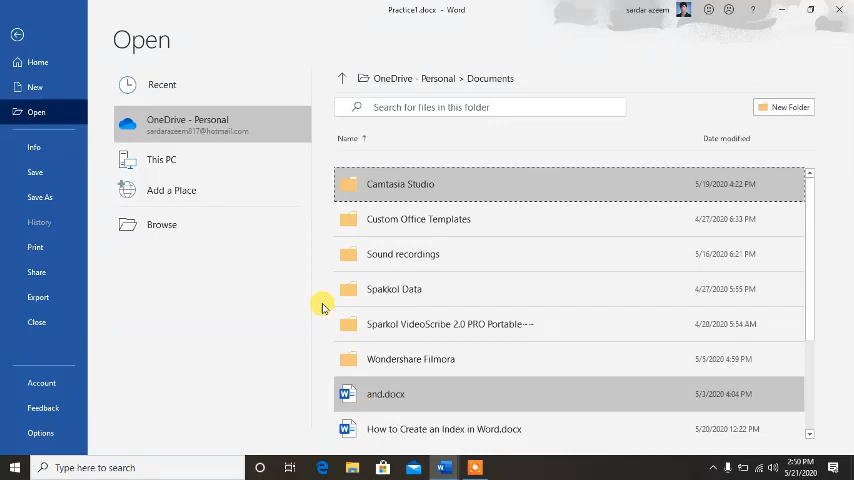 Practice1.docx - Word
sardar azeem
?
Open
Home
New
Open
Info
Save
Save As
History
Print
Share
Export
Close
Account
Feedback
Options
Recent
OneDrive - Personal
sardarazeem817@hotmail.com
This PC
Add a Place
Browse
OneDrive - Personal > Documents
Search for files in this folder
New Folder
Name
Date modified
Camtasia Studio 5/19/2020 4:22 PM
Custom Office Templates 4/27/2020 6:33 PM
Sound recordings 5/16/2020 6:21 PM
Spakkol Data 4/27/2020 5:55 PM
Sparkol VideoScribe 2.0 PRO Portable~~ 4/28/2020 5:54 AM
Wondershare Filmora 5/5/2020 4:59 PM
and.docx 5/3/2020 4:04 PM
How to Create an Index in Word.docx 5/20/2020 12:22 PM
Type here to search
2:50 PM
5/21/2020